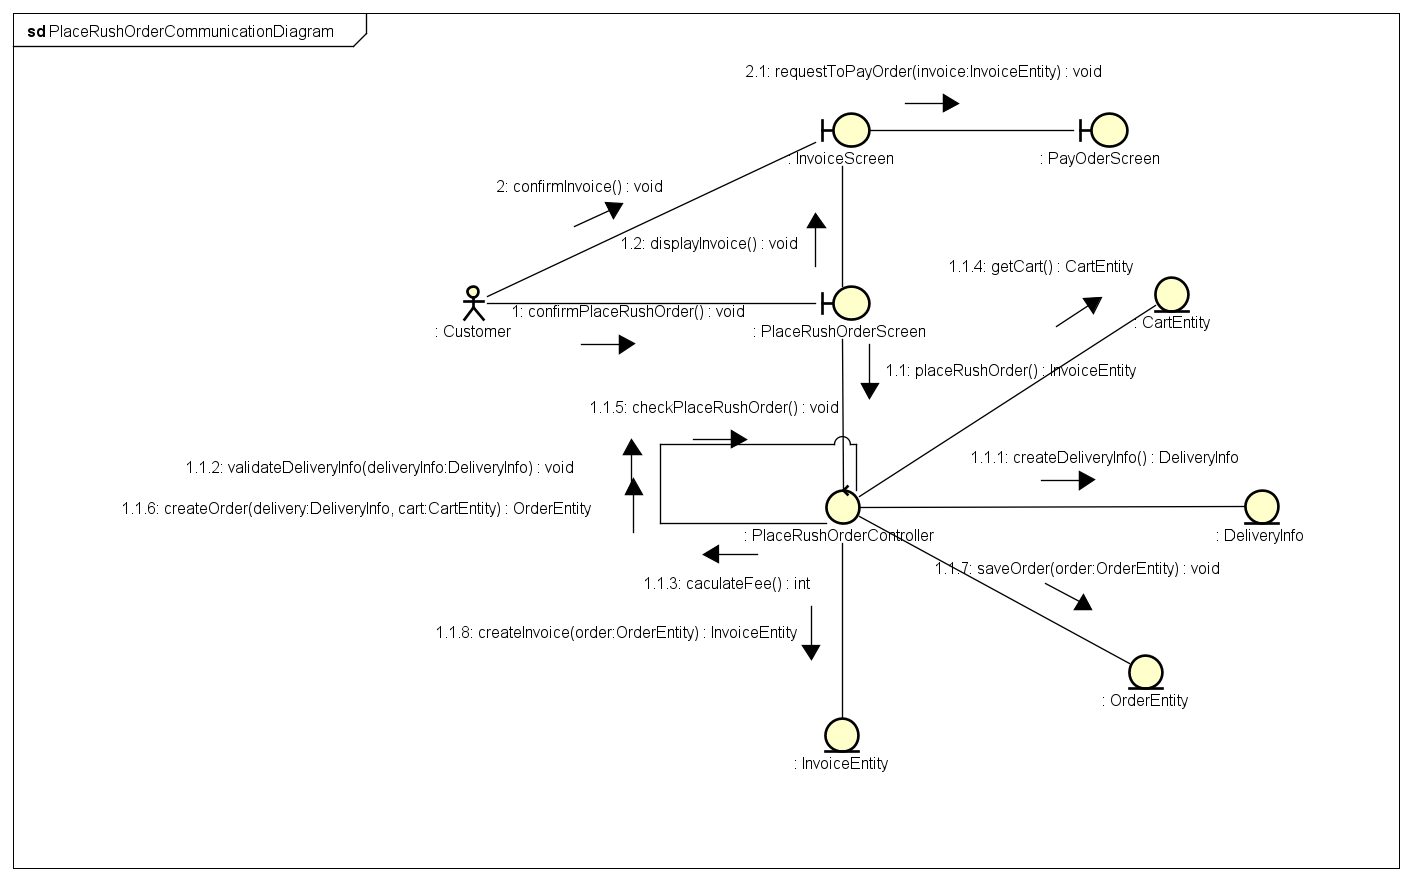 sd PlaceRushOrderCommunicationDiagram
2.1: requestToPayOrder(invoice:InvoiceEntity) : void
: InvoiceScreen
: PayOderScreen
2: confirmInvoice() : void
1.2: displayInvoice() : void
1.1.4: getCart() : CartEntity
1: confirmPlaceRushOrder() : void
: Customer
: PlaceRushOrderScreen
: CartEntity
1.1: placeRushOrder() : InvoiceEntity
1.1.5: checkPlaceRushOrder() : void
1.1.2: validateDeliveryInfo(deliveryInfo:DeliveryInfo) : void
1.1.1: createDeliveryInfo() : DeliveryInfo
1.1.6: createOrder(delivery:DeliveryInfo, cart:CartEntity) : OrderEntity
: PlaceRushOrderController
: DeliveryInfo
1.1.7: saveOrder(order:OrderEntity) : void
1.1.3: caculateFee() : int
1.1.8: createInvoice(order:OrderEntity) : InvoiceEntity
: OrderEntity
: InvoiceEntity